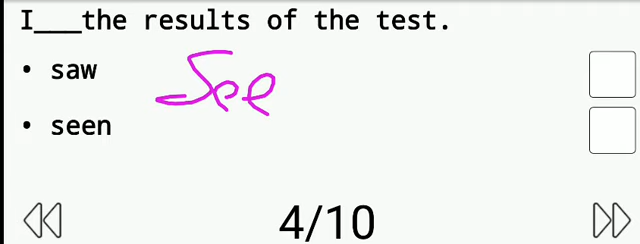 I___the results of the test.
• saw
See
• seen
4/10